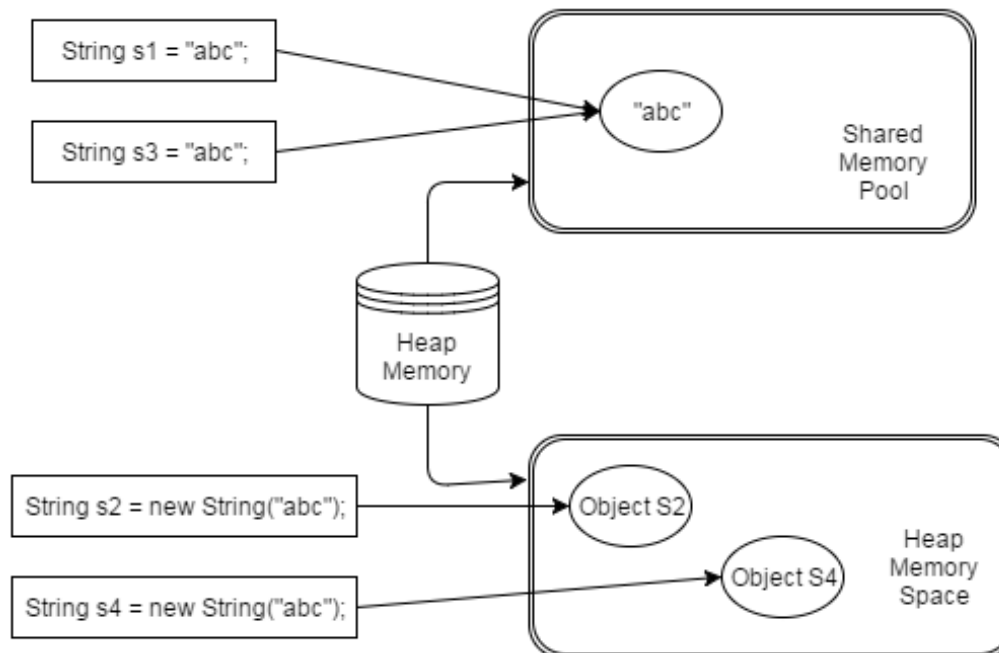 String s1 = "abc";
"abc"
String s3 = "abc";
Shared
Memory
Pool
Heap
Memory
String s2 = new String("abc");
Object S2
Heap
Memory
Space
Object S4
String s4 = new String("abc");